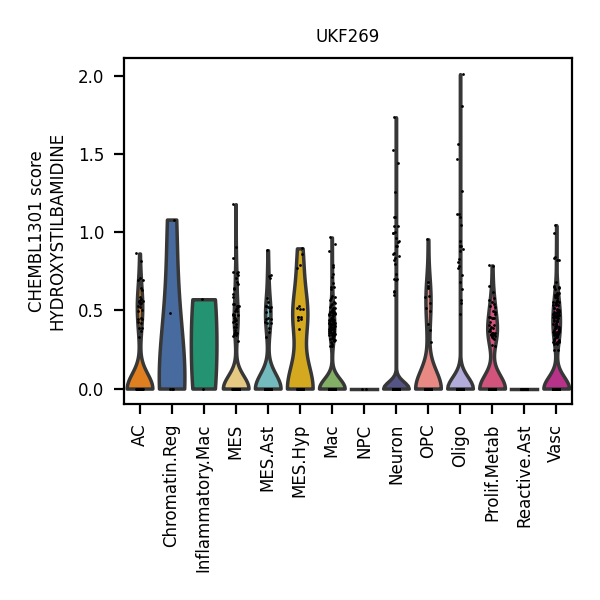 UKF269
CHEMBL1301 score
HYDROXYSTILBAMIDINE
2.0
1.5
1.0
0.5
0.0
AC
Chromatin.Reg
Inflammatory.Mac
MES
MES.Ast
MES.Hyp
Mac
NPC
Neuron
OPC
Oligo
Prolif.Metab
Reactive.Ast
Vasc